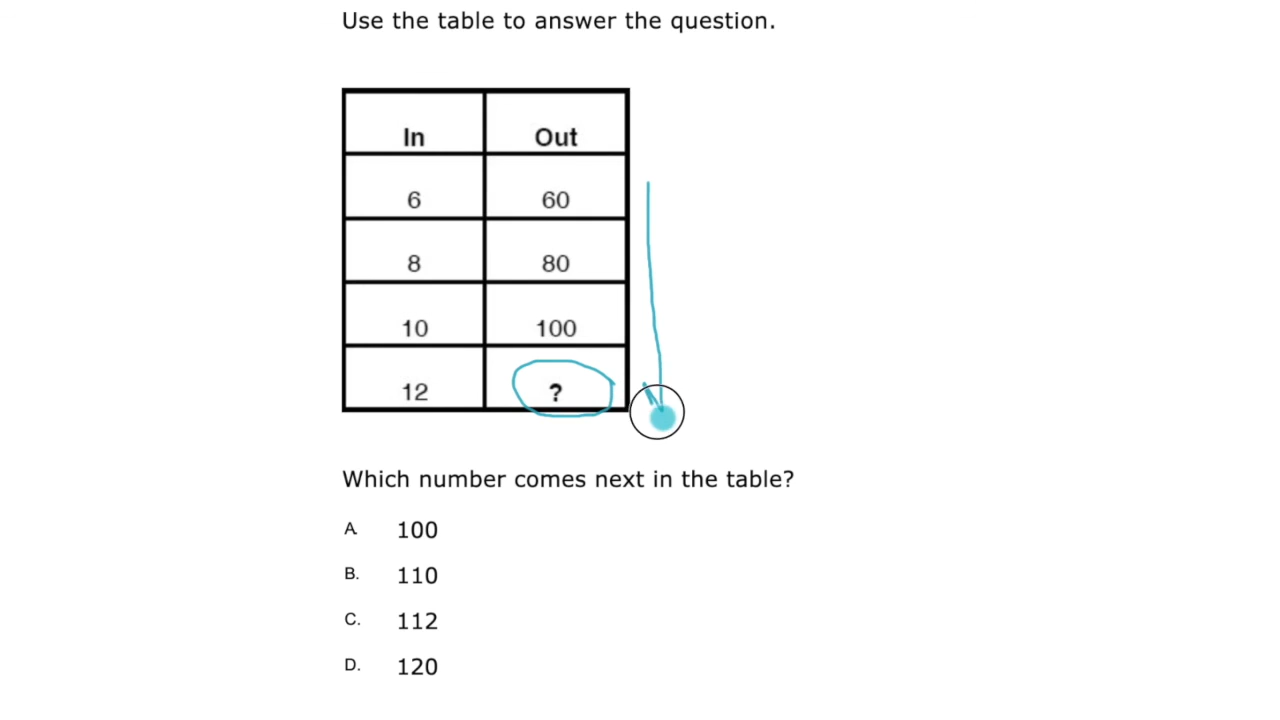 Use the table to answer the question.
In Out
6 60
8 80
10 100
12 ?
Which number comes next in the table?
A. 100
B. 110
C. 112
D. 120